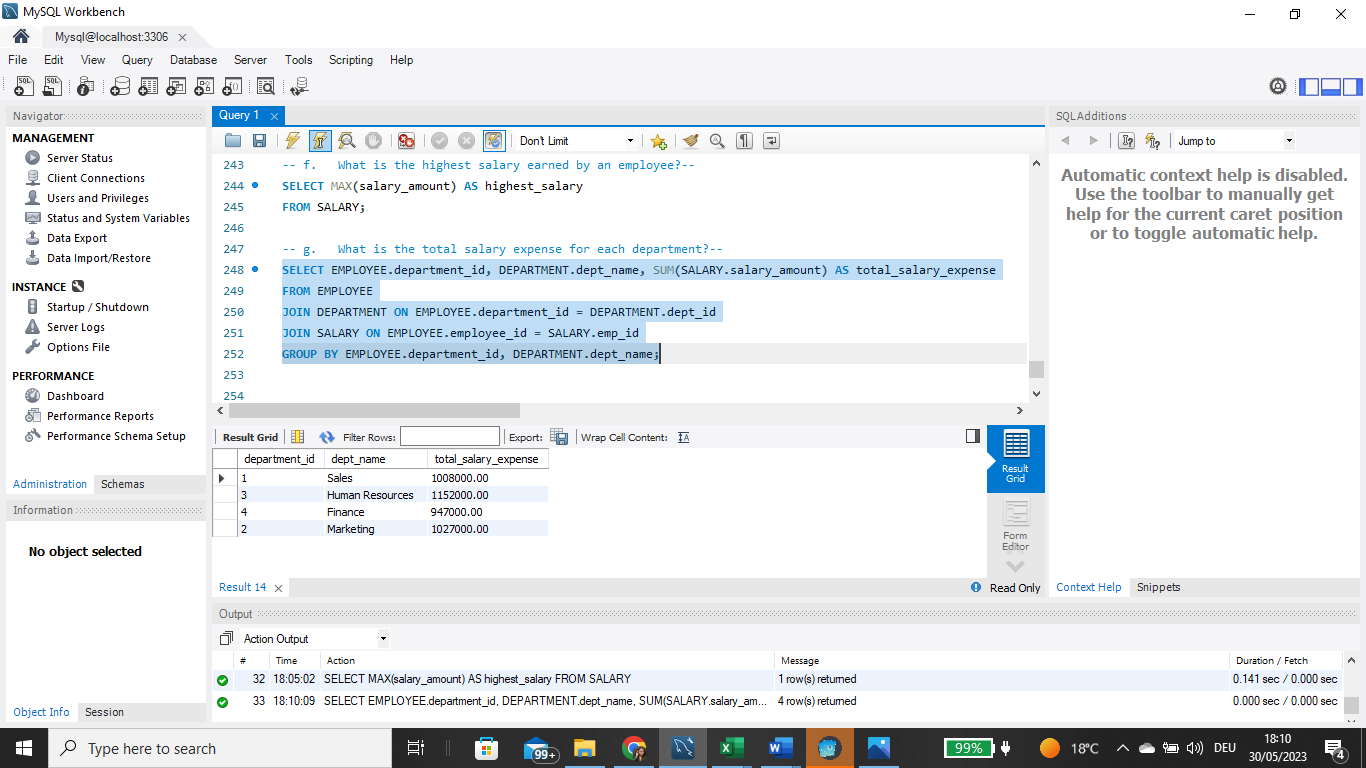 MySQL Workbench
Mysql@localhost:3306
File Edit View Query Database Server Tools Scripting Help
Navigator
MANAGEMENT
Server Status
Client Connections
Users and Privileges
Status and System Variables
Data Export
Data Import/Restore
INSTANCE
Startup / Shutdown
Server Logs
Options File
PERFORMANCE
Dashboard
Performance Reports
Performance Schema Setup
Administration Schemas
Information
No object selected
Object Info Session
Query 1
Don't Limit
243 -- f. What is the highest salary earned by an employee?--
244 SELECT MAX(salary_amount) AS highest_salary
245 FROM SALARY;
246
247 -- g. What is the total salary expense for each department?--
248 SELECT EMPLOYEE.department_id, DEPARTMENT.dept_name, SUM(SALARY.salary_amount) AS total_salary_expense
249 FROM EMPLOYEE
250 JOIN DEPARTMENT ON EMPLOYEE.department_id = DEPARTMENT.dept_id
251 JOIN SALARY ON EMPLOYEE.employee_id = SALARY.emp_id
252 GROUP BY EMPLOYEE.department_id, DEPARTMENT.dept_name;
253
254
Result Grid Filter Rows: Export: Wrap Cell Content:
department_id dept_name total_salary_expense
1 Sales 1008000.00
3 Human Resources 1152000.00
4 Finance 947000.00
2 Marketing 1027000.00
Result Grid
Form Editor
Result 14
Read Only
SQLAdditions
Jump to
Automatic context help is disabled.
Use the toolbar to manually get
help for the current caret position
or to toggle automatic help.
Context Help Snippets
Output
Action Output
# Time Action Message Duration / Fetch
32 18:05:02 SELECT MAX(salary_amount) AS highest_salary FROM SALARY 1 row(s) returned 0.141 sec / 0.000 sec
33 18:10:09 SELECT EMPLOYEE.department_id, DEPARTMENT.dept_name, SUM(SALARY.salary_am... 4 row(s) returned 0.000 sec / 0.000 sec
Type here to search
99+
99%
18°C
DEU
18:10
30/05/2023
4